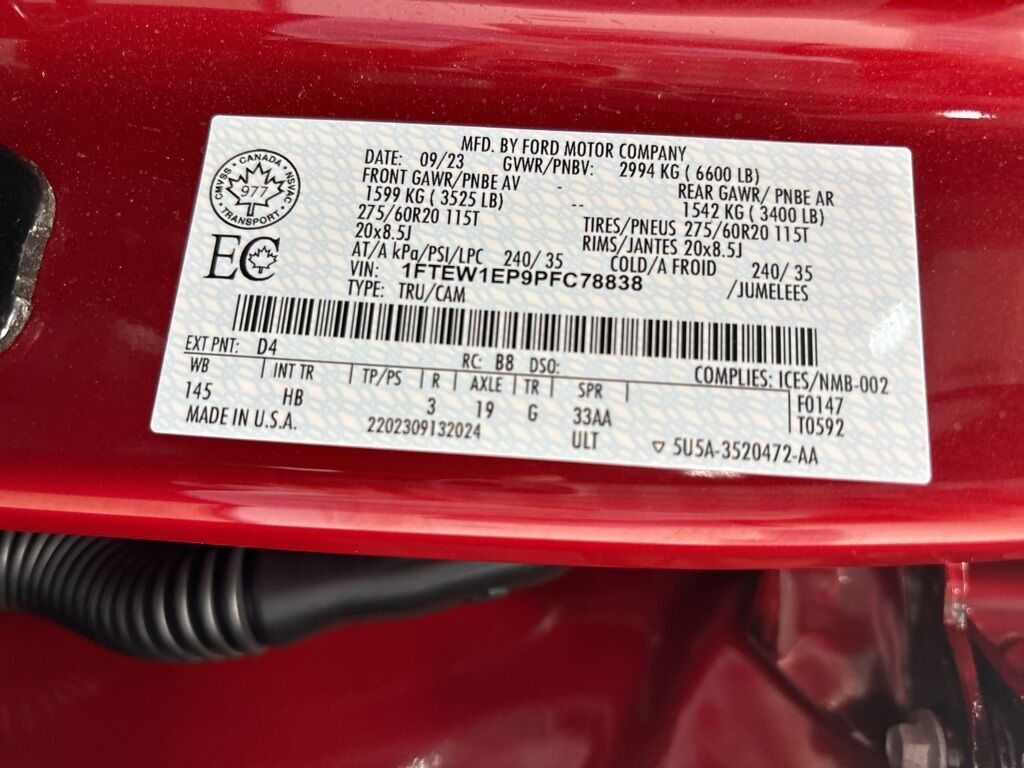 MFD. BY FORD MOTOR COMPANY
DATE: 09/23 GVWR/PNBV: 2994 KG ( 6600 LB)
FRONT GAWR/PNBE AV - REAR GAWR/ PNBE AR
1599 KG ( 3525 LB) -- 1542 KG ( 3400 LB)
275/60R20 115T TIRES/PNEUS 275/60R20 115T
20x8.5J RIMS/JANTES 20x8.5J
AT/A kPa/PSI/LPC 240/ 35 COLD/A FROID 240/ 35
VIN: 1FTEW1EP9PFC78838 /JUMELEES
TYPE: TRU/CAM
CMVSS • CANADA • NSVAC
977
TRANSPORT
EC
EXT PNT: D4 RC: B8 DSO: COMPLIES: ICES/NMB-002
WB | INT TR | TP/PS | R | AXLE | TR | SPR F0147
145 HB 3 19 G 33AA T0592
MADE IN U.S.A. 2202309132024 ULT ▽ 5U5A-3520472-AA